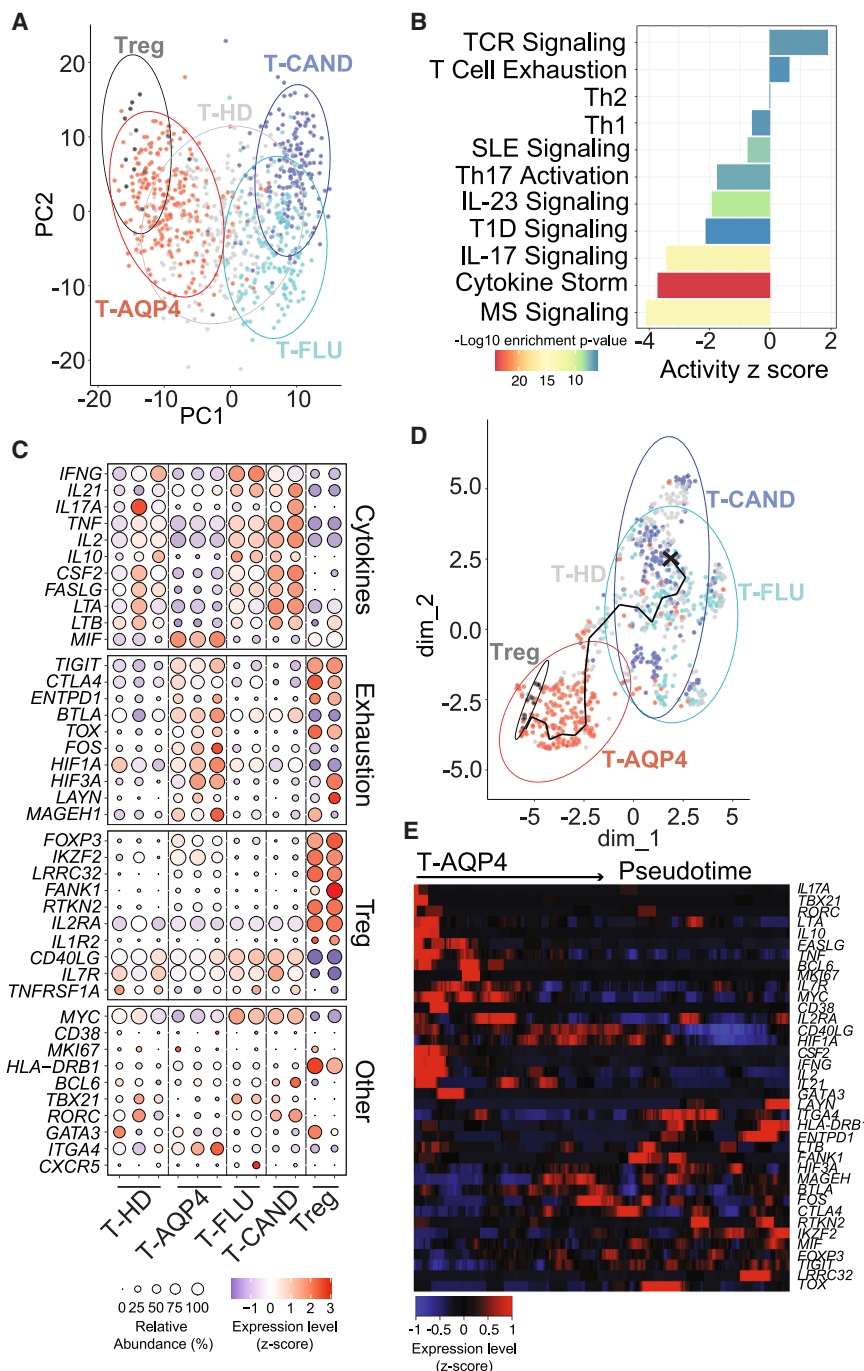 A
Treg
T-CAND
T-HD
T-AQP4
T-FLU
20
10
0
-10
-20
PC2
-20
-10
0
10
PC1
B
TCR Signaling
T Cell Exhaustion
Th2
Th1
SLE Signaling
Th17 Activation
IL-23 Signaling
T1D Signaling
IL-17 Signaling
Cytokine Storm
MS Signaling
-4 -2 0 2
-Log10 enrichment p-value
20 15 10
Activity z score
C
IFNG
IL21
IL17A
TNF
IL2
IL10
CSF2
FASLG
LTA
LTB
MIF
Cytokines
TIGIT
CTLA4
ENTPD1
BTLA
TOX
FOS
HIF1A
HIF3A
LAYN
MAGEH1
Exhaustion
FOXP3
IKZF2
LRRC32
FANK1
RTKN2
IL2RA
IL1R2
CD40LG
IL7R
TNFRSF1A
Treg
MYC
CD38
MKI67
HLA-DRB1
BCL6
TBX21
RORC
GATA3
ITGA4
CXCR5
Other
T-HD
T-AQP4
T-FLU
T-CAND
Treg
0 25 50 75 100
Relative
Abundance (%)
-1 0 1 2 3
Expression level
(z-score)
D
T-CAND
T-HD
T-FLU
Treg
T-AQP4
5.0
2.5
0.0
-2.5
-5.0
dim_2
-5 -2.5 0 2.5 5
dim_1
E
T-AQP4
Pseudotime
IL17A
TBX21
RORC
LTA
IL10
FASLG
TNF
BCL6
MKI67
IL7R
MYC
CD38
IL2RA
CD40LG
HIF1A
CSF2
IFNG
IL2
IL21
GATA3
LAYN
ITGA4
HLA-DRB1
ENTPD1
LTB
FANK1
HIF3A
MAGEH
BTLA
FOS
CTLA4
RTKN2
IKZF2
MIF
FOXP3
TIGIT
LRRC32
TOX
-1 -0.5 0 0.5 1
Expression level
(z-score)